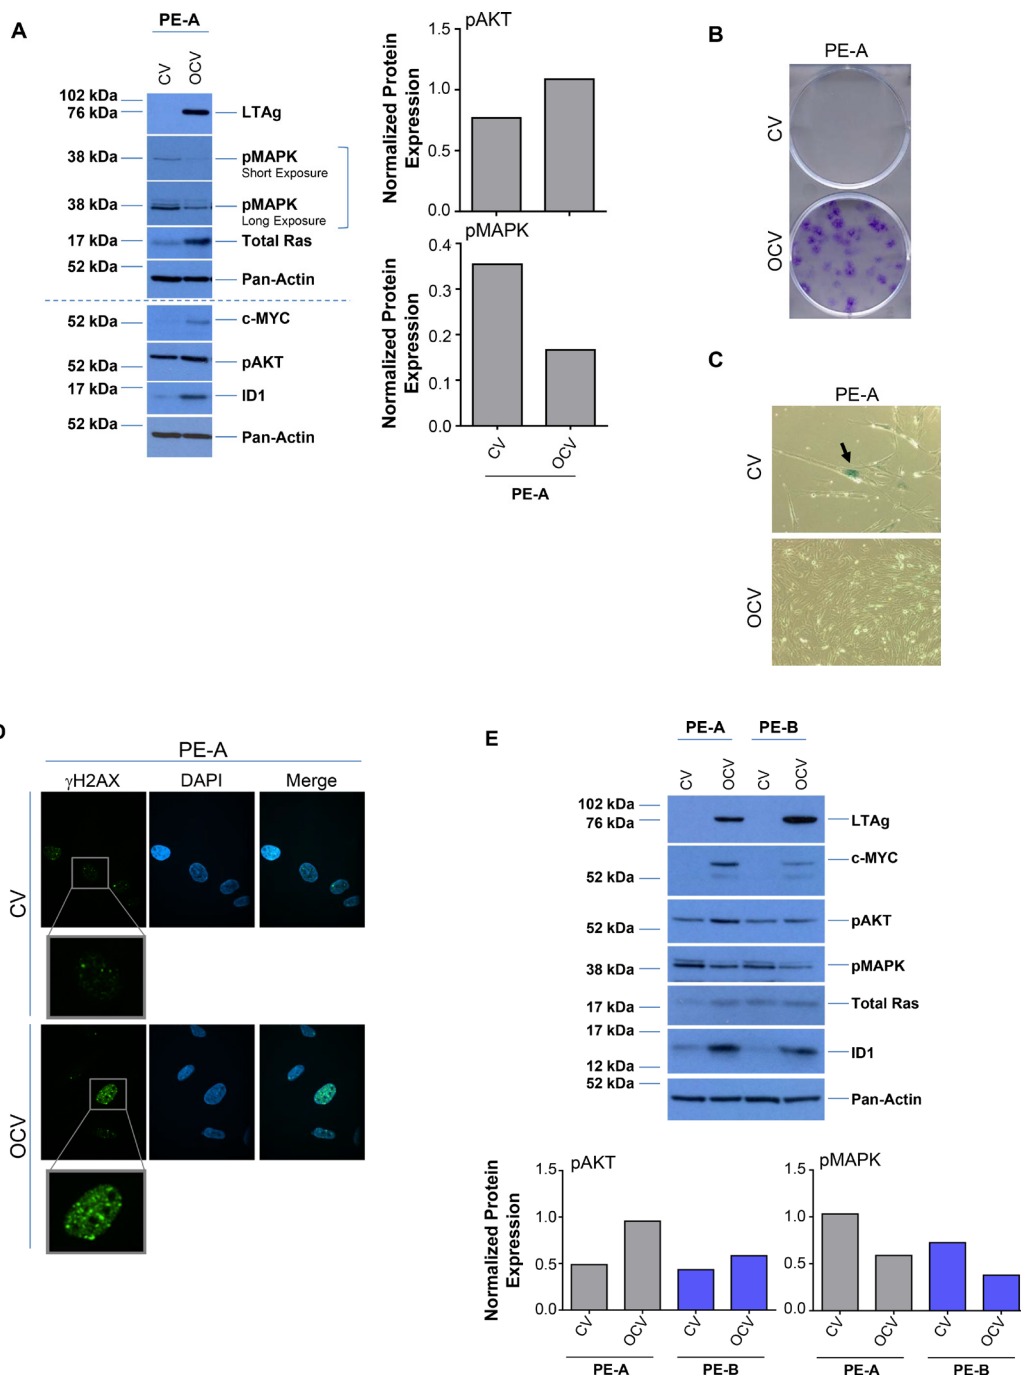 A
PE-A
CV
OCV
102 kDa
76 kDa
LTAg
38 kDa
pMAPK
Short Exposure
38 kDa
pMAPK
Long Exposure
17 kDa
Total Ras
52 kDa
Pan-Actin
52 kDa
c-MYC
52 kDa
pAKT
17 kDa
ID1
52 kDa
Pan-Actin
pAKT
Normalized Protein
Expression
1.5
1.0
0.5
0.0
pMAPK
Normalized Protein
Expression
0.4
0.3
0.2
0.1
0.0
CV
OCV
PE-A
B
PE-A
CV
OCV
C
PE-A
CV
OCV
PE-A
γH2AX
DAPI
Merge
CV
OCV
E
PE-A
PE-B
CV
OCV
CV
OCV
102 kDa
76 kDa
LTAg
c-MYC
52 kDa
pAKT
52 kDa
38 kDa
pMAPK
17 kDa
Total Ras
17 kDa
ID1
12 kDa
52 kDa
Pan-Actin
pAKT
Normalized Protein
Expression
1.5
1.0
0.5
0.0
CV
OCV
CV
OCV
PE-A
PE-B
pMAPK
1.5
1.0
0.5
0.0
CV
OCV
CV
OCV
PE-A
PE-B